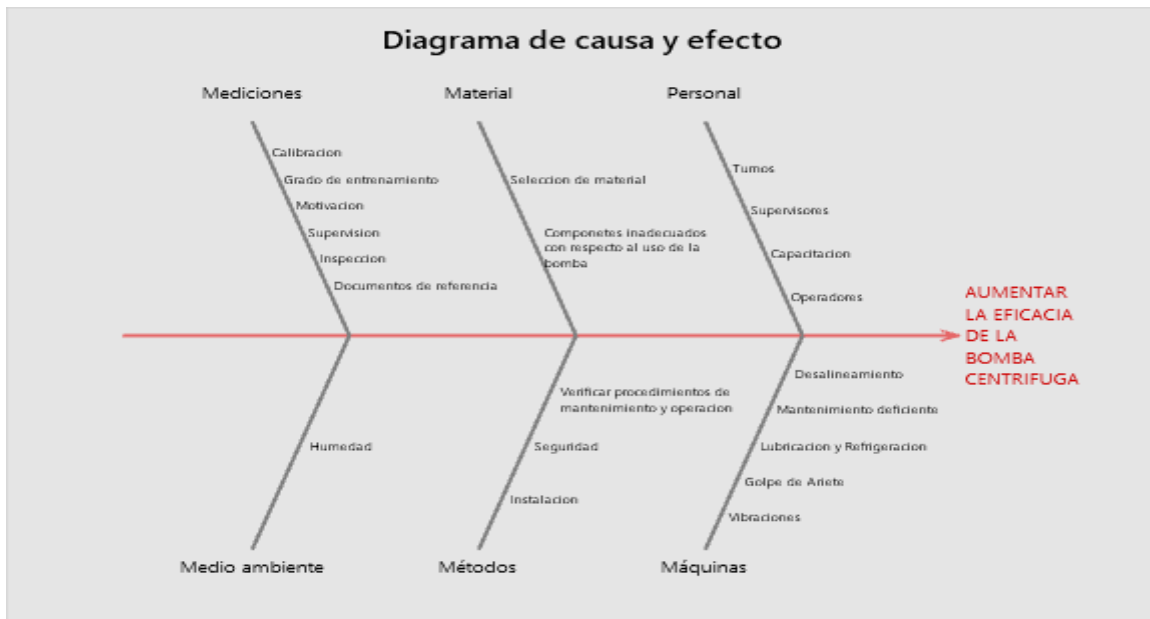 Diagrama de causa y efecto
Mediciones
Material
Personal
Calibracion
Grado de entrenamiento
Motivacion
Supervision
Inspeccion
Documentos de referencia
Seleccion de material
Componetes inadecuados
con respecto al uso de la
bomba
Turnos
Supervisores
Capacitacion
Operadores
AUMENTAR
LA EFICACIA
DE LA
BOMBA
CENTRIFUGA
Humedad
Verificar procedimientos de
mantenimiento y operacion
Seguridad
Instalacion
Desalineamiento
Mantenimiento deficiente
Lubricacion y Refrigeracion
Golpe de Ariete
Vibraciones
Medio ambiente
Métodos
Máquinas